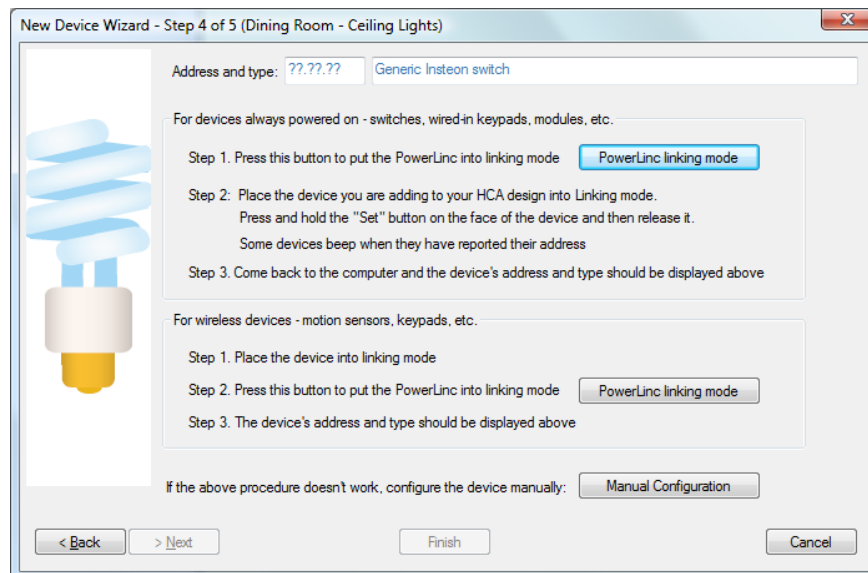 New Device Wizard - Step 4 of 5 (Dining Room - Ceiling Lights)
Address and type: ??.??.?? Generic Insteon switch
For devices always powered on - switches, wired-in keypads, modules, etc.
Step 1. Press this button to put the PowerLinc into linking mode PowerLinc linking mode
Step 2: Place the device you are adding to your HCA design into Linking mode.
Press and hold the "Set" button on the face of the device and then release it.
Some devices beep when they have reported their address
Step 3. Come back to the computer and the device's address and type should be displayed above
For wireless devices - motion sensors, keypads, etc.
Step 1. Place the device into linking mode
Step 2. Press this button to put the PowerLinc into linking mode PowerLinc linking mode
Step 3. The device's address and type should be displayed above
If the above procedure doesn't work, configure the device manually: Manual Configuration
< Back > Next Finish Cancel